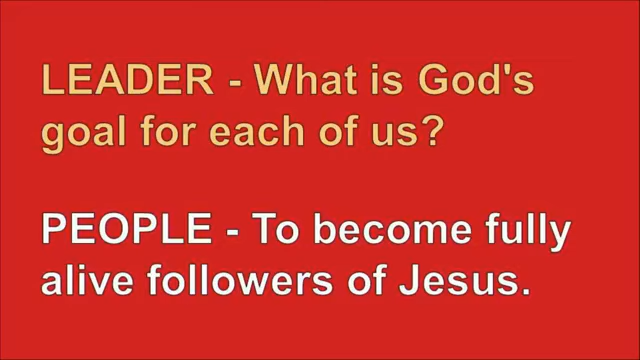 LEADER - What is God's
goal for each of us?
PEOPLE - To become fully
alive followers of Jesus.